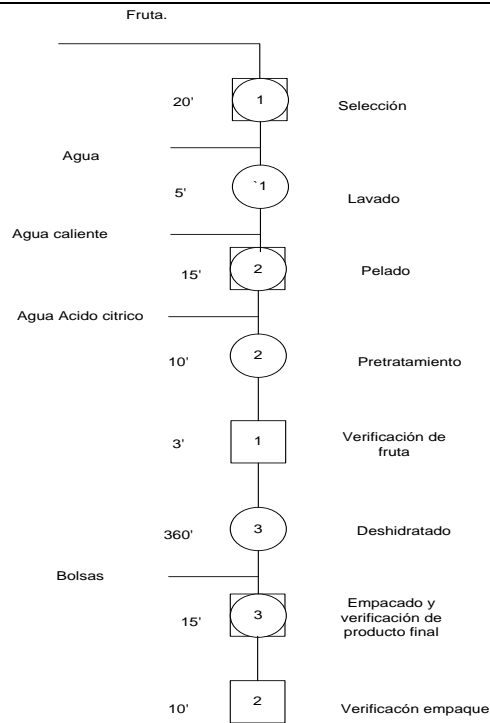 Fruta.
20' 1 Selección
Agua
5' `1 Lavado
Agua caliente
15' 2 Pelado
Agua Acido citrico
10' 2 Pretratamiento
3' 1 Verificación de
fruta
360' 3 Deshidratado
Bolsas
15' 3 Empacado y
verificación de
producto final
10' 2 Verificacón empaque